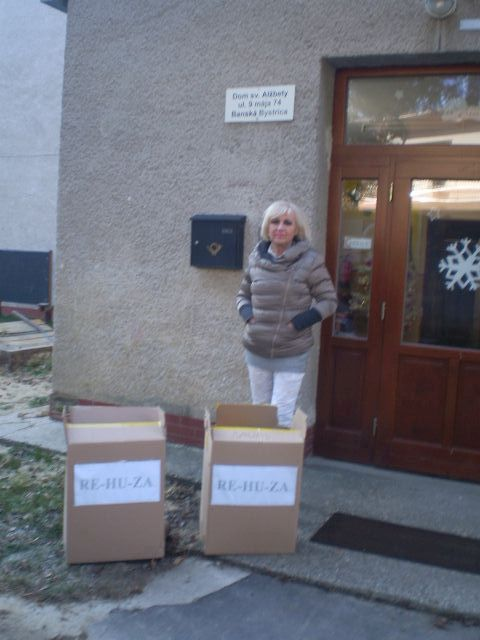 Dom sv. Alžbety
ul. 9 mája 74
Banská Bystrica
RE-HU-ZA.
RE-HU-ZA.